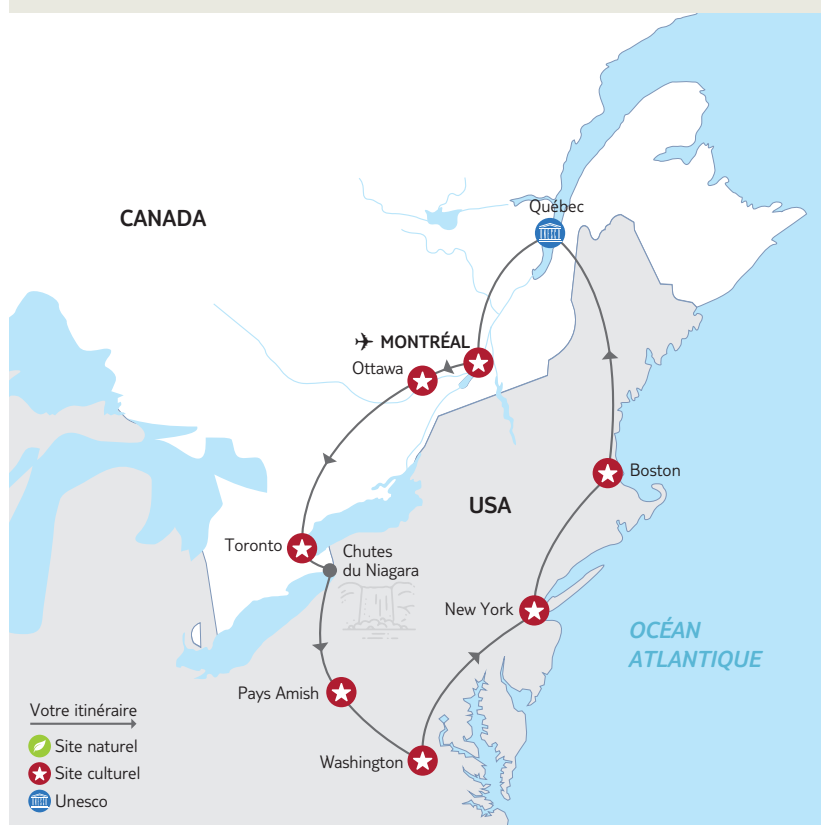 Québec
CANADA
MONTRÉAL
Ottawa
Boston
USA
Toronto
Chutes
du Niagara
New York
OCÉAN
ATLANTIQUE
Pays Amish
Washington
Votre itinéraire
Site naturel
Site culturel
Unesco